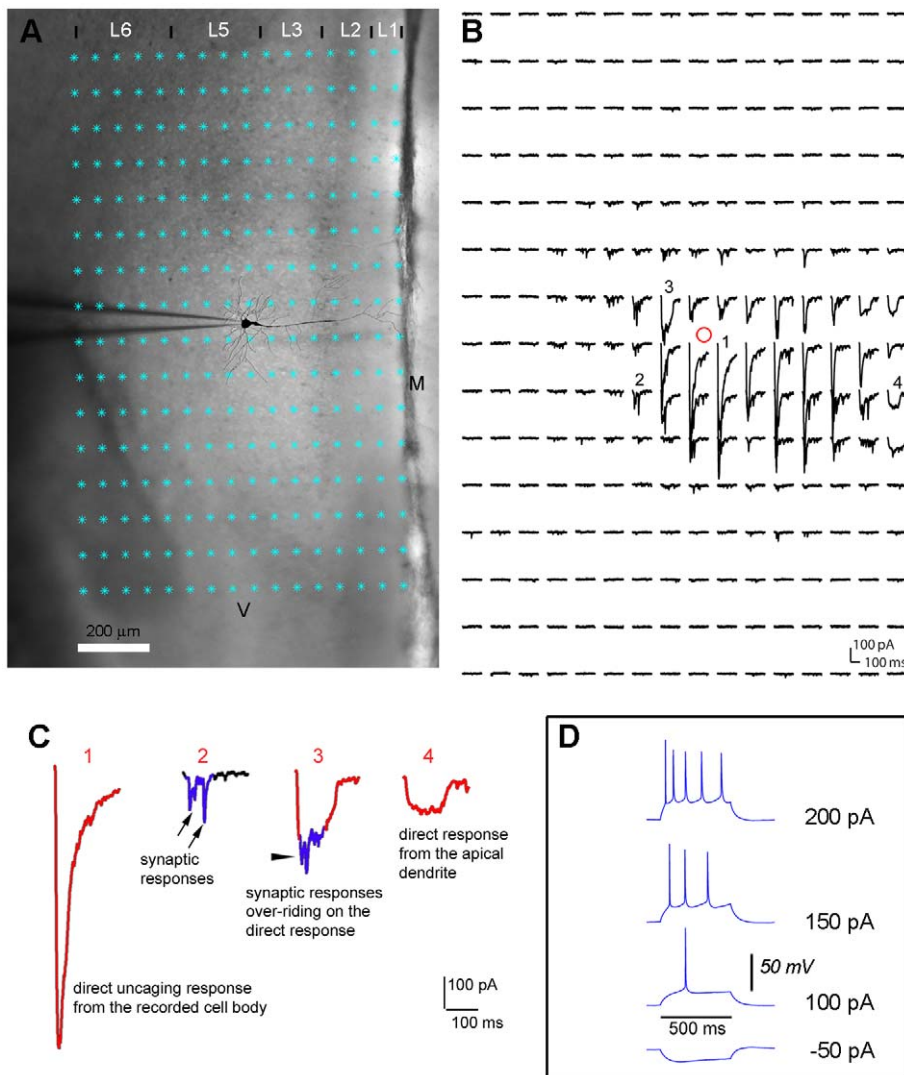 A
L6 L5 L3 L2 L1
M
V
200 μm
B
3
1
2
4
100 pA
100 ms
C
1 2 3 4
synaptic
responses
synaptic responses
over-riding on the
direct response
direct response
from the apical
dendrite
direct uncaging response
from the recorded cell body
100 pA
100 ms
D
200 pA
150 pA
50 mV
100 pA
500 ms
-50 pA